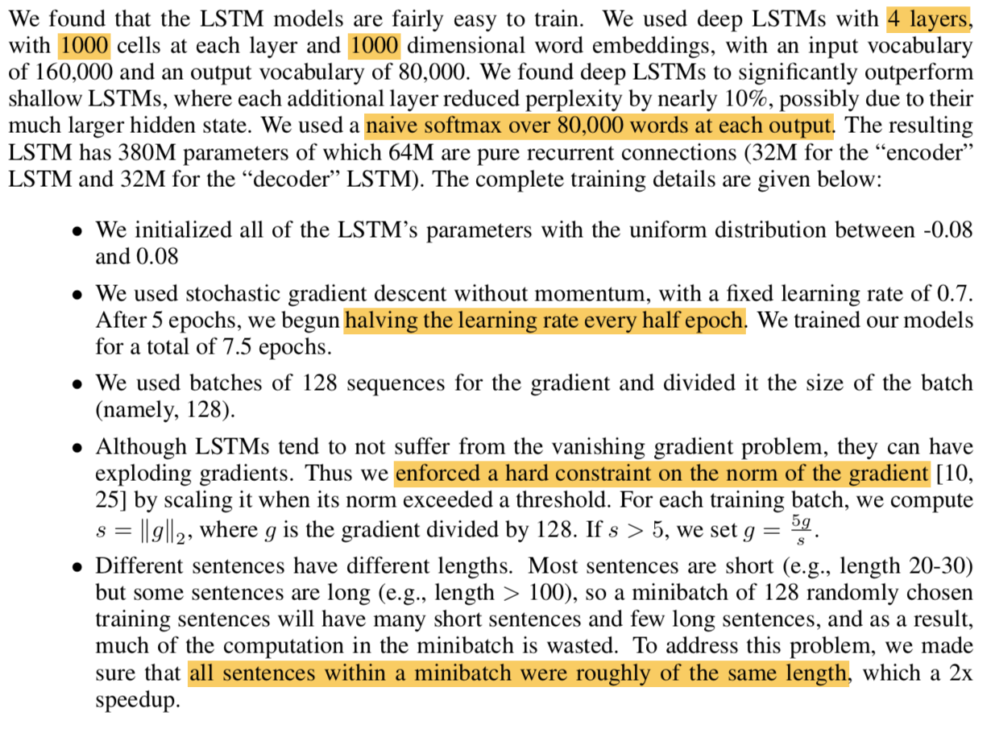 We found that the LSTM models are fairly easy to train. We used deep LSTMs with 4 layers,
with 1000 cells at each layer and 1000 dimensional word embeddings, with an input vocabulary
of 160,000 and an output vocabulary of 80,000. We found deep LSTMs to significantly outperform
shallow LSTMs, where each additional layer reduced perplexity by nearly 10%, possibly due to their
much larger hidden state. We used a naive softmax over 80,000 words at each output. The resulting
LSTM has 380M parameters of which 64M are pure recurrent connections (32M for the “encoder”
LSTM and 32M for the “decoder” LSTM). The complete training details are given below:
• We initialized all of the LSTM’s parameters with the uniform distribution between -0.08
and 0.08
• We used stochastic gradient descent without momentum, with a fixed learning rate of 0.7.
After 5 epochs, we begun halving the learning rate every half epoch. We trained our models
for a total of 7.5 epochs.
• We used batches of 128 sequences for the gradient and divided it the size of the batch
(namely, 128).
• Although LSTMs tend to not suffer from the vanishing gradient problem, they can have
exploding gradients. Thus we enforced a hard constraint on the norm of the gradient [10,
25] by scaling it when its norm exceeded a threshold. For each training batch, we compute
s = ‖g‖₂, where g is the gradient divided by 128. If s > 5, we set g = 5g/s.
• Different sentences have different lengths. Most sentences are short (e.g., length 20-30)
but some sentences are long (e.g., length > 100), so a minibatch of 128 randomly chosen
training sentences will have many short sentences and few long sentences, and as a result,
much of the computation in the minibatch is wasted. To address this problem, we made
sure that all sentences within a minibatch were roughly of the same length, which a 2x
speedup.